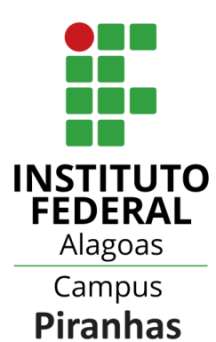 INSTITUTO
FEDERAL
Alagoas
Campus
Piranhas